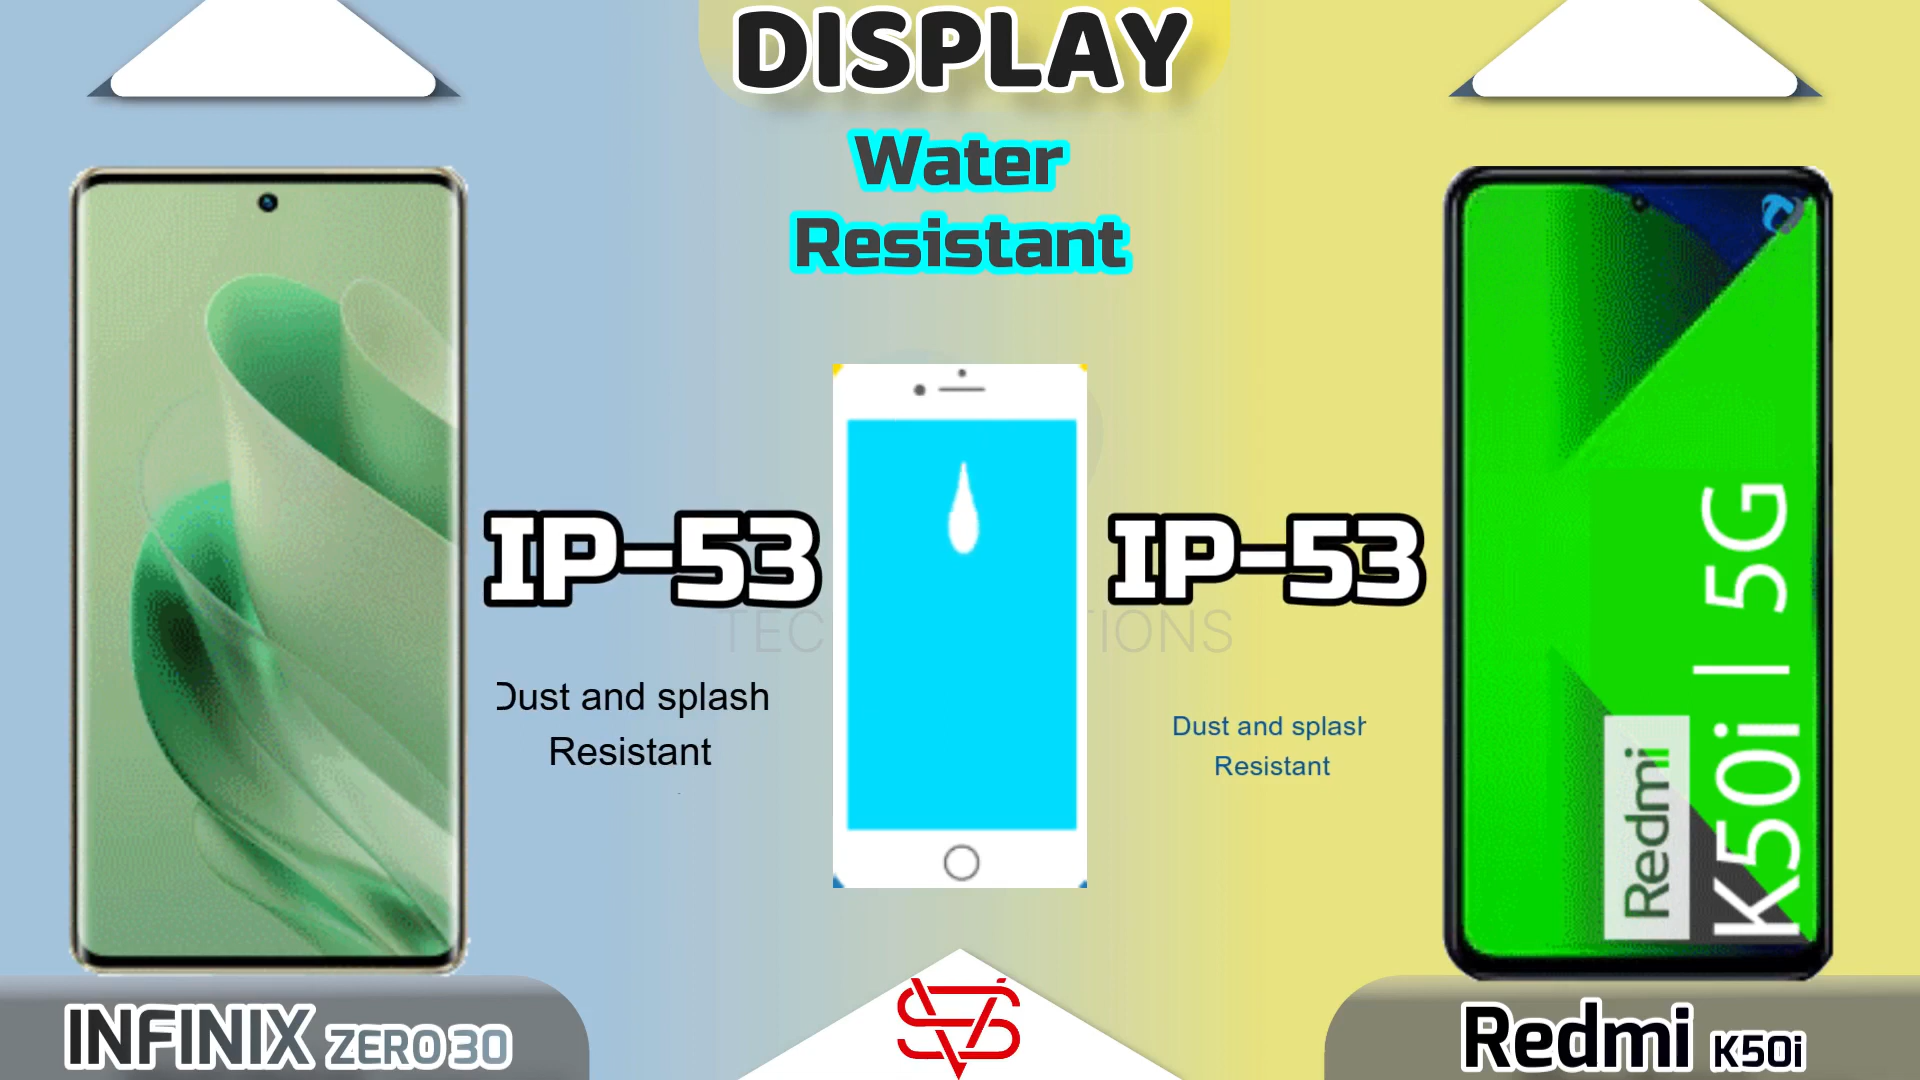 DISPLAY
Water
Resistant
IP-53
IP-53
Dust and splash
Resistant
Dust and splash
Resistant
Redmi
K50i | 5G
INFINIX ZERO 30
Redmi K50i